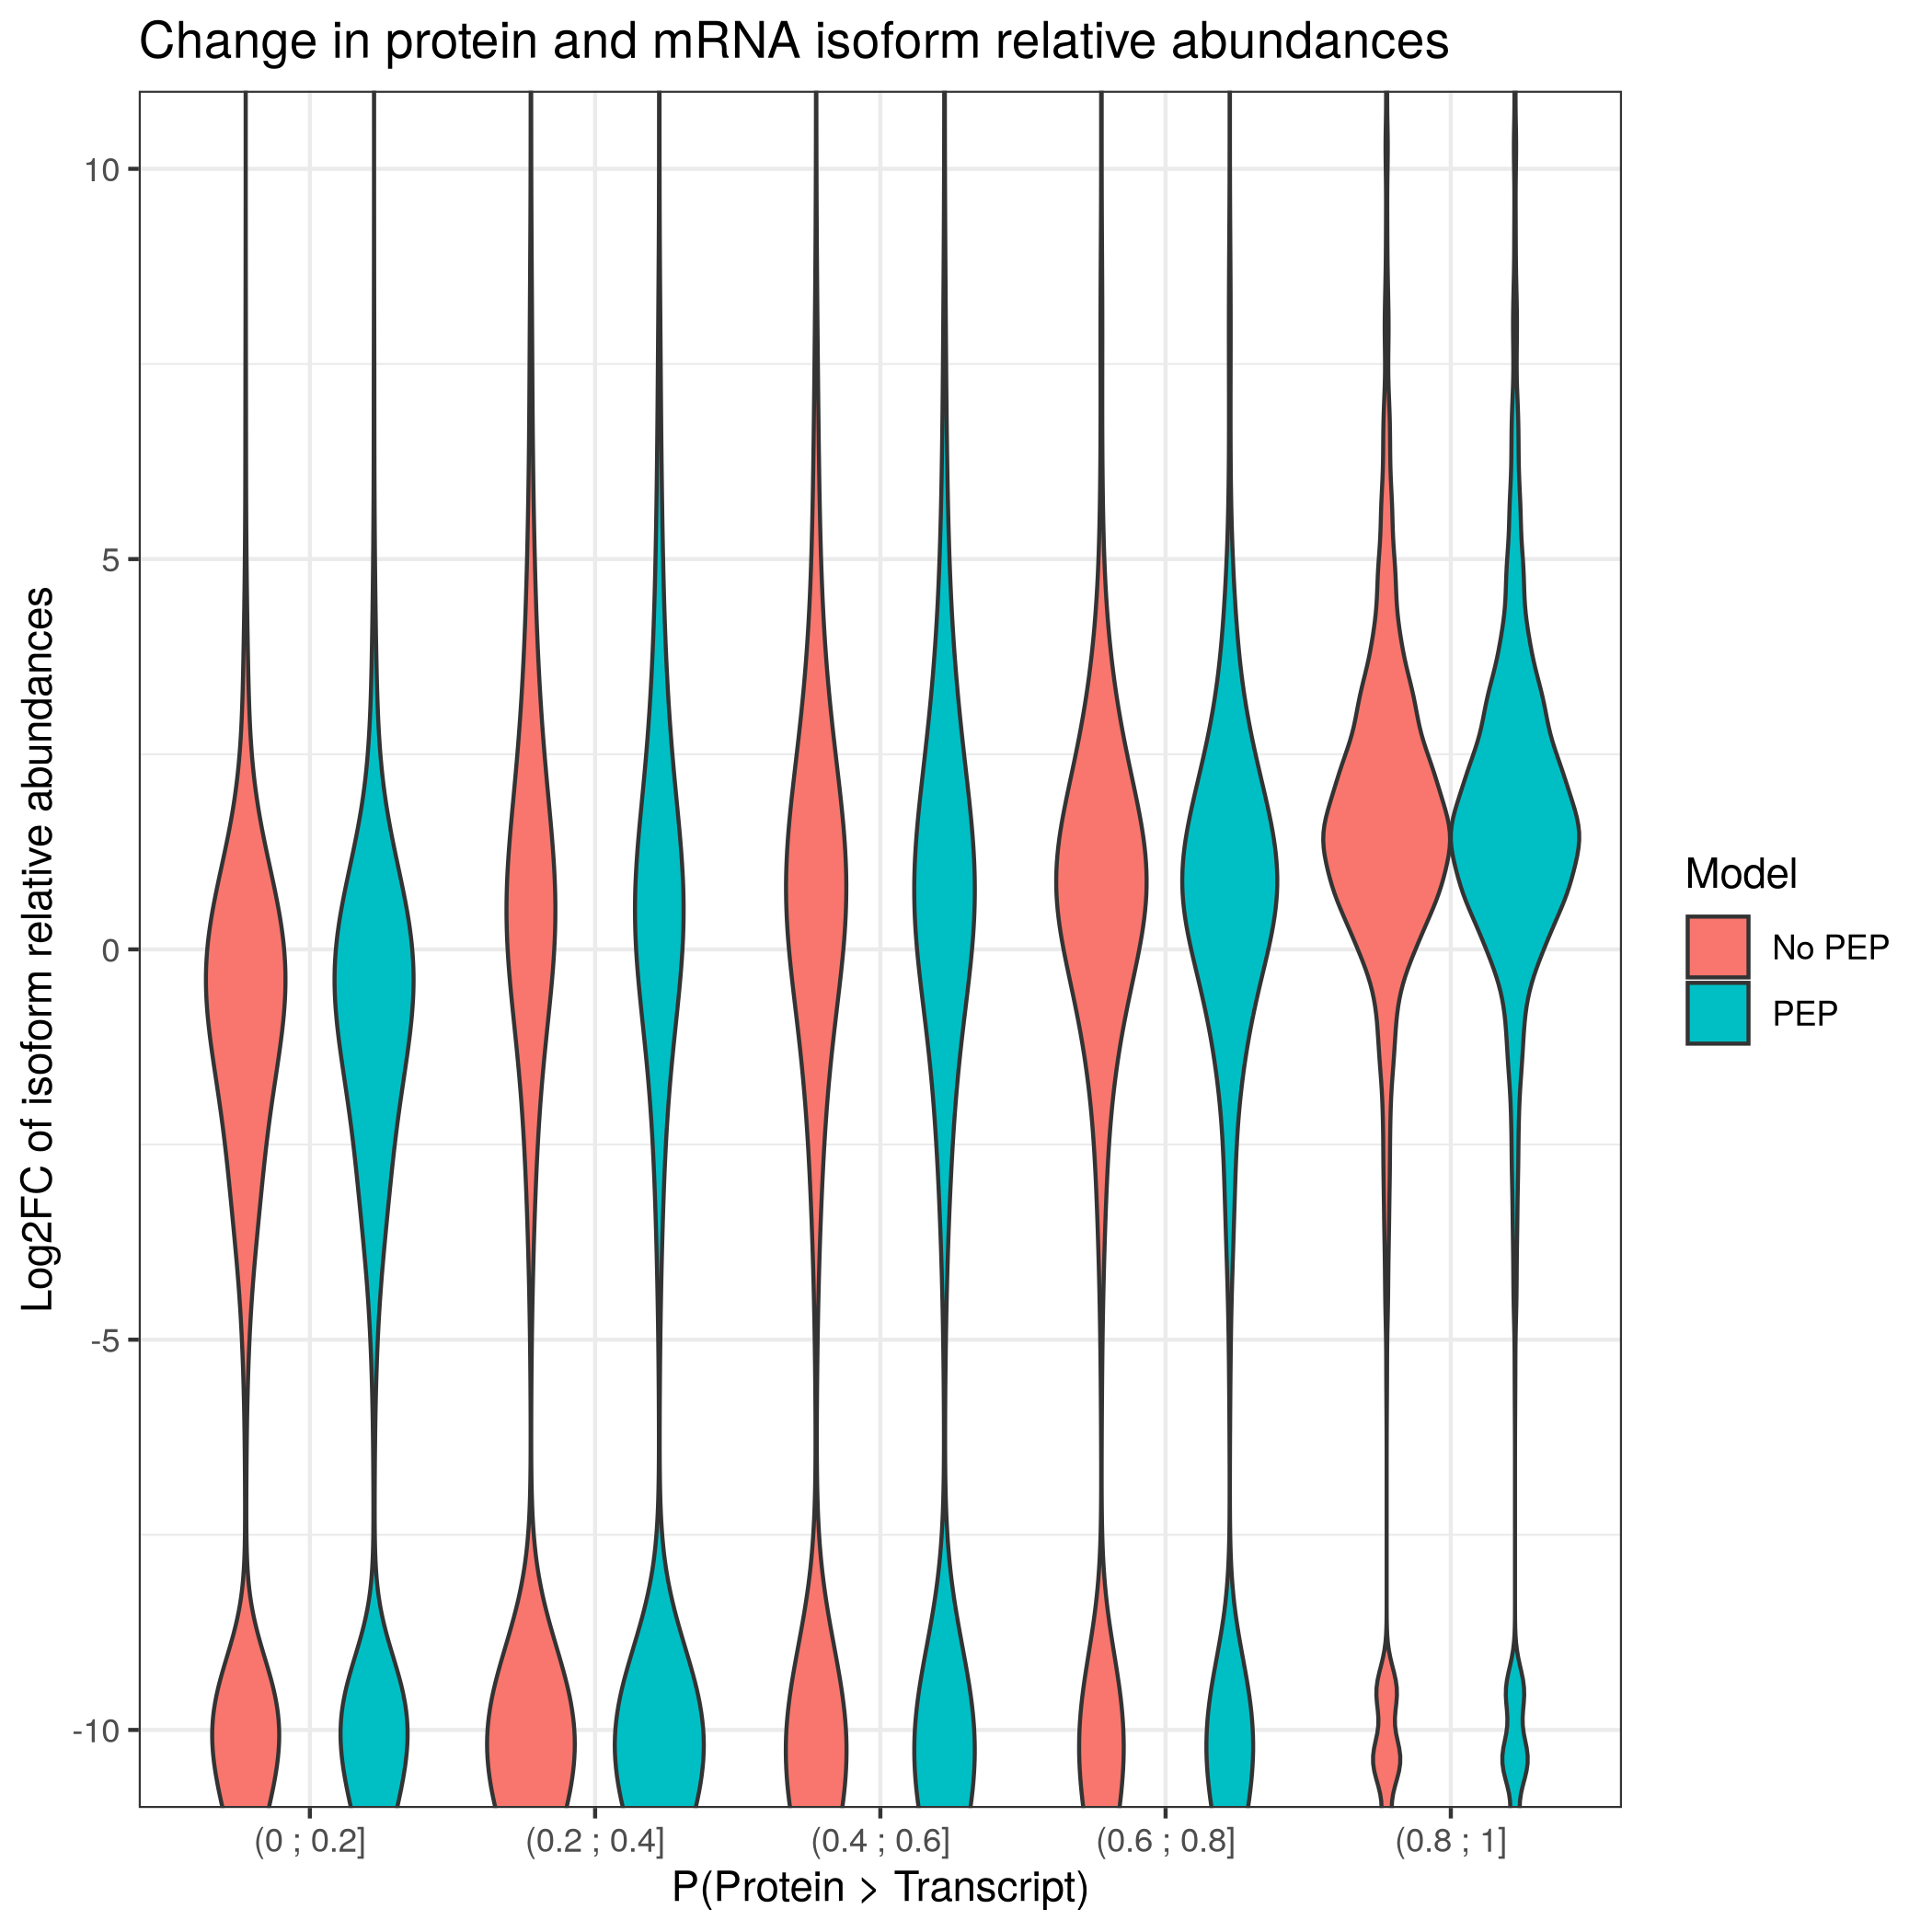 Change in protein and mRNA isoform relative abundances
Log2FC of isoform relative abundances
10
5
0
-5
-10
(0 ; 0.2]
(0.2 ; 0.4]
(0.4 ; 0.6]
(0.6 ; 0.8]
(0.8 ; 1]
P(Protein > Transcript)
Model
No PEP
PEP